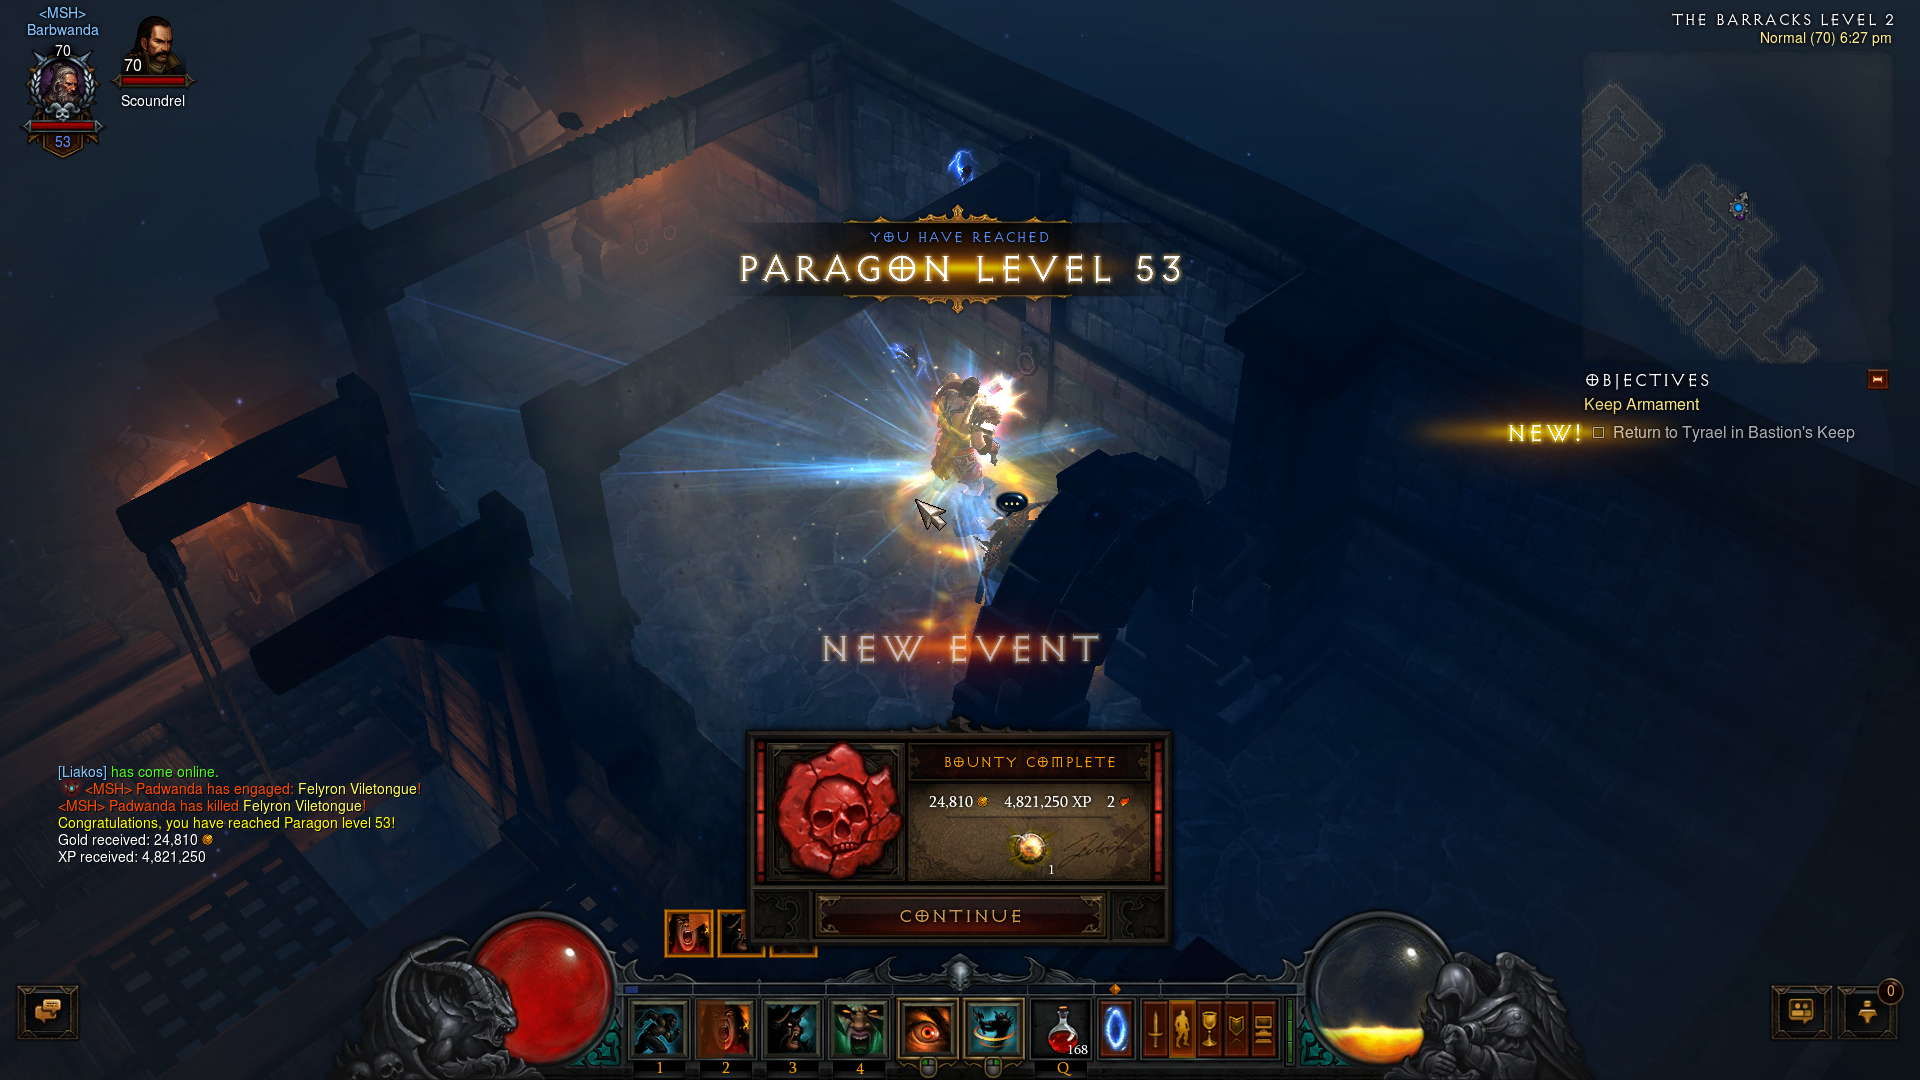 <MSH>
Barbwanda
70
53
70
Scoundrel
THE BARRACKS LEVEL 2
Normal (70) 6:27 pm
YOU HAVE REACHED
PARAGON LEVEL 53
OBJECTIVES
Keep Armament
NEW! Return to Tyrael in Bastion's Keep
NEW EVENT
[Liakos] has come online.
<MSH> Padwanda has engaged: Felyron Viletongue!
<MSH> Padwanda has killed Felyron Viletongue!
Congratulations, you have reached Paragon level 53!
Gold received: 24,810
XP received: 4,821,250
BOUNTY COMPLETE
24,810 4,821,250 XP 2
1
CONTINUE
168
1 2 3 4 Q
0